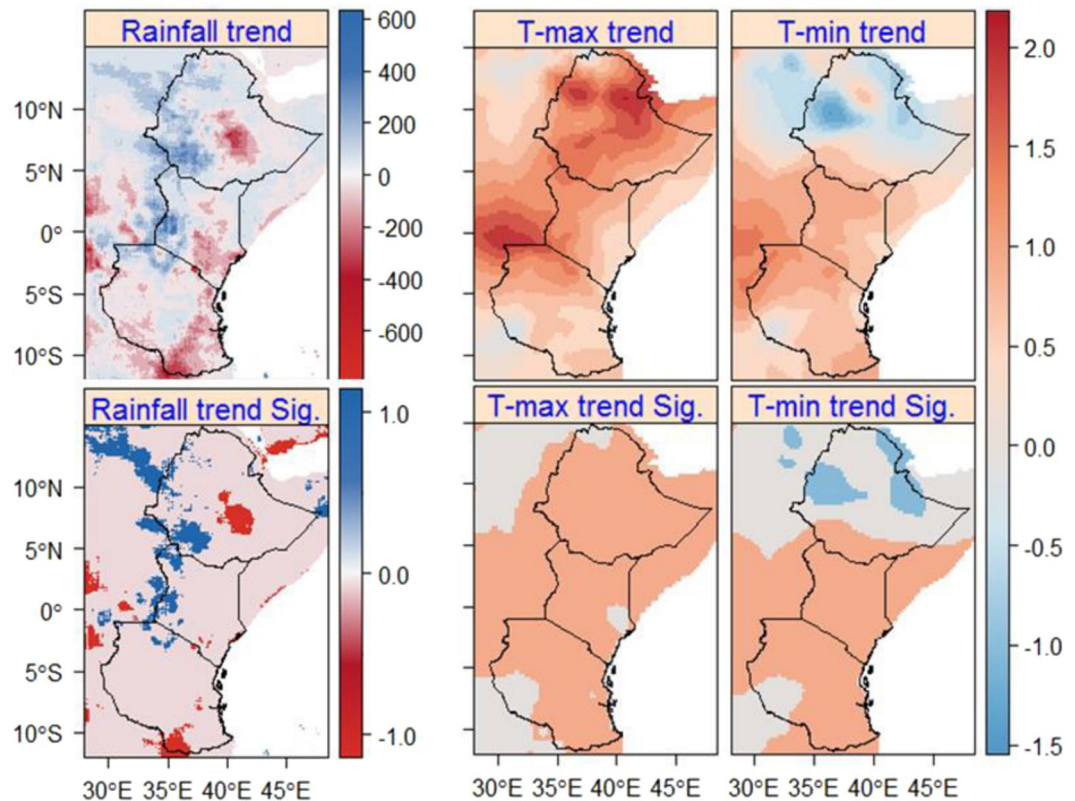 Rainfall trend
T-max trend
T-min trend
600
400
200
0
-200
-400
-600
10°N
5°N
0°
5°S
10°S
2.0
1.5
1.0
0.5
0.0
-0.5
-1.0
-1.5
Rainfall trend Sig.
T-max trend Sig.
T-min trend Sig.
1.0
0.0
-1.0
10°N
5°N
0°
5°S
10°S
30°E 35°E 40°E 45°E
30°E 35°E 40°E 45°E
30°E 35°E 40°E 45°E